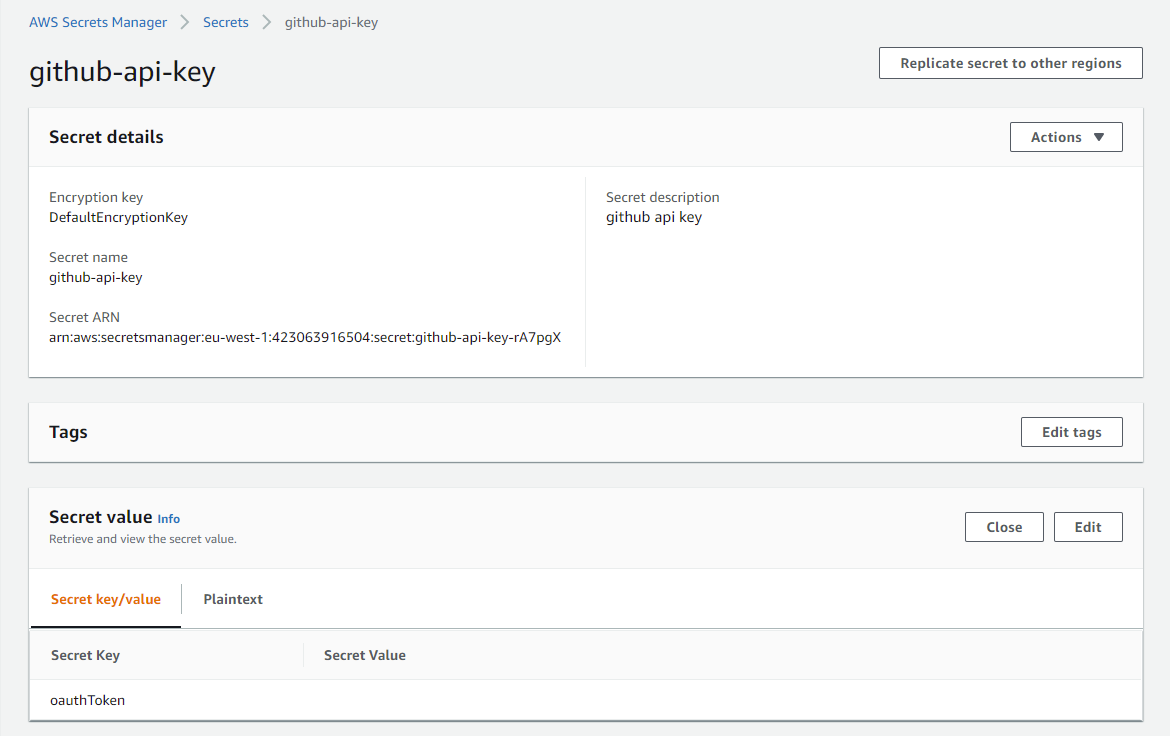 AWS Secrets Manager > Secrets > github-api-key
github-api-key
Replicate secret to other regions
Secret details
Actions ▼
Encryption key
DefaultEncryptionKey
Secret name
github-api-key
Secret ARN
arn:aws:secretsmanager:eu-west-1:423063916504:secret:github-api-key-rA7pgX
Secret description
github api key
Tags
Edit tags
Secret value Info
Retrieve and view the secret value.
Close
Edit
Secret key/value
Plaintext
Secret Key
Secret Value
oauthToken